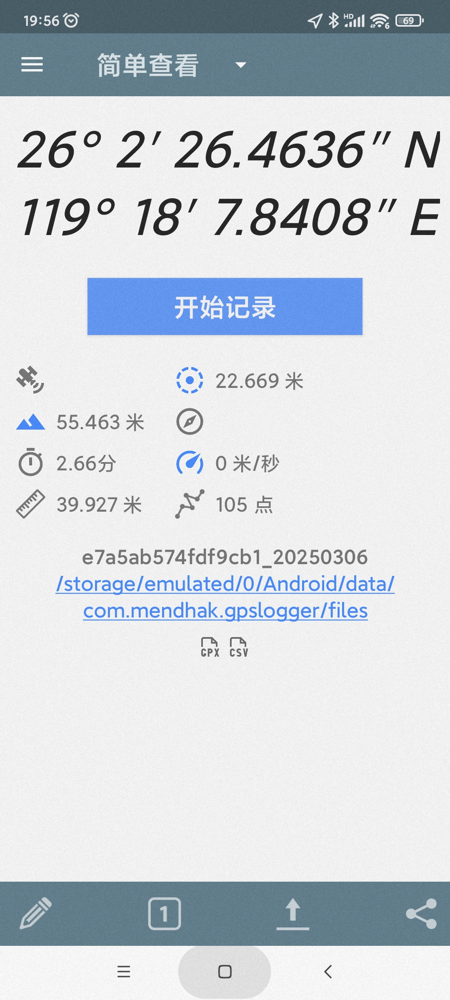 19:56 HD 6 69
简单查看
26° 2′ 26.4636″ N
119° 18′ 7.8408″ E
开始记录
22.669 米
55.463 米
2.66分 0 米/秒
39.927 米 105 点
e7a5ab574fdf9cb1_20250306
/storage/emulated/0/Android/data/
com.mendhak.gpslogger/files
GPX CSV
1